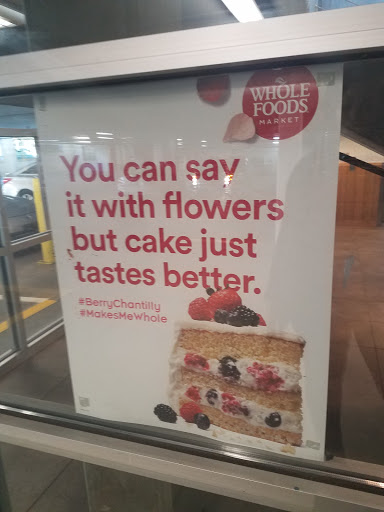 WHOLE
FOODS
MARKET
You can say
it with flowers
but cake just
tastes better.
#BerryChantilly
#MakesMeWhole